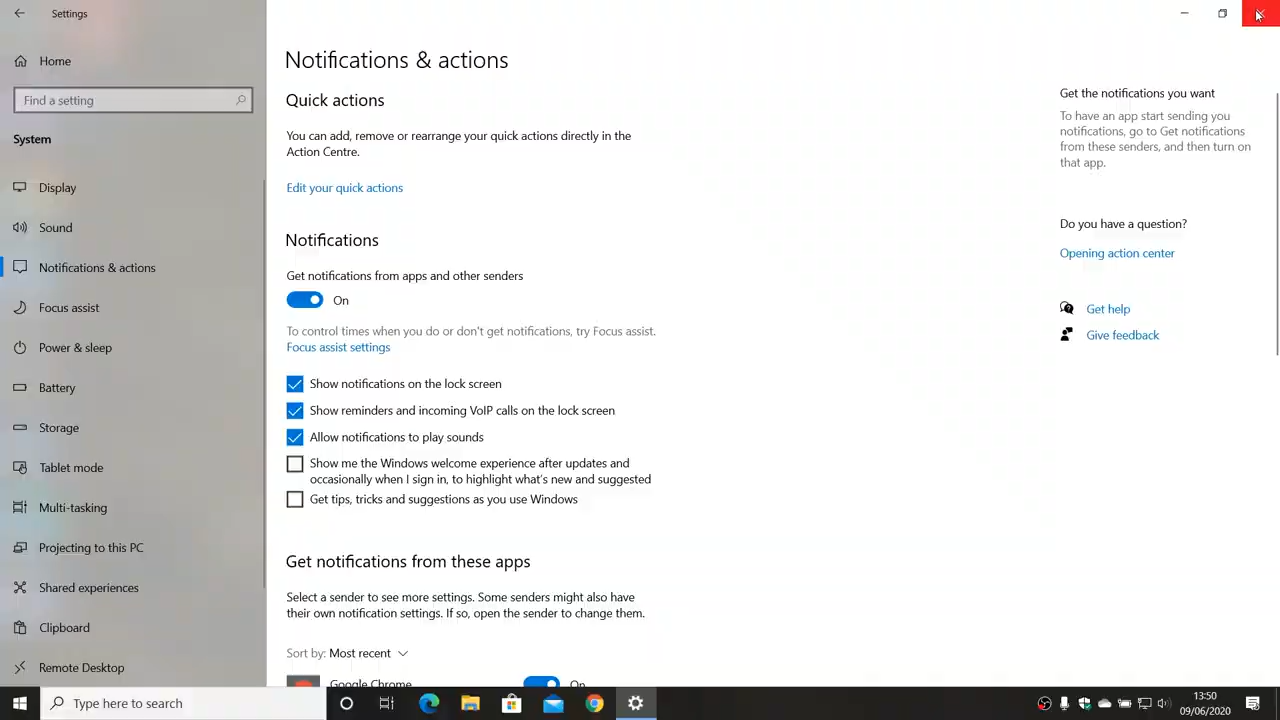 Settings
Home
Find a setting
System
Display
Sound
Notifications & actions
Focus assist
Power & sleep
Battery
Storage
Tablet mode
Multi-tasking
Projecting to this PC
Shared experiences
Clipboard
Remote Desktop
Notifications & actions
Quick actions
You can add, remove or rearrange your quick actions directly in the
Action Centre.
Edit your quick actions
Notifications
Get notifications from apps and other senders
On
To control times when you do or don't get notifications, try Focus assist.
Focus assist settings
Show notifications on the lock screen
Show reminders and incoming VoIP calls on the lock screen
Allow notifications to play sounds
Show me the Windows welcome experience after updates and
occasionally when I sign in, to highlight what's new and suggested
Get tips, tricks and suggestions as you use Windows
Get notifications from these apps
Select a sender to see more settings. Some senders might also have
their own notification settings. If so, open the sender to change them.
Sort by: Most recent
Google Chrome
On
Get the notifications you want
To have an app start sending you
notifications, go to Get notifications
from these senders, and then turn on
that app.
Do you have a question?
Opening action center
Get help
Give feedback
Type here to search
13:50
09/06/2020